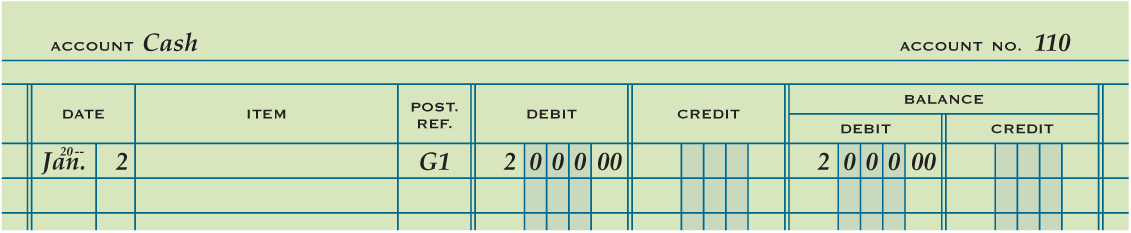 ACCOUNT Cash ACCOUNT NO. 110
DATE ITEM POST. REF. DEBIT CREDIT BALANCE
DEBIT CREDIT
20--
Jan. 2 G1 2 0 0 0 00 2 0 0 0 00